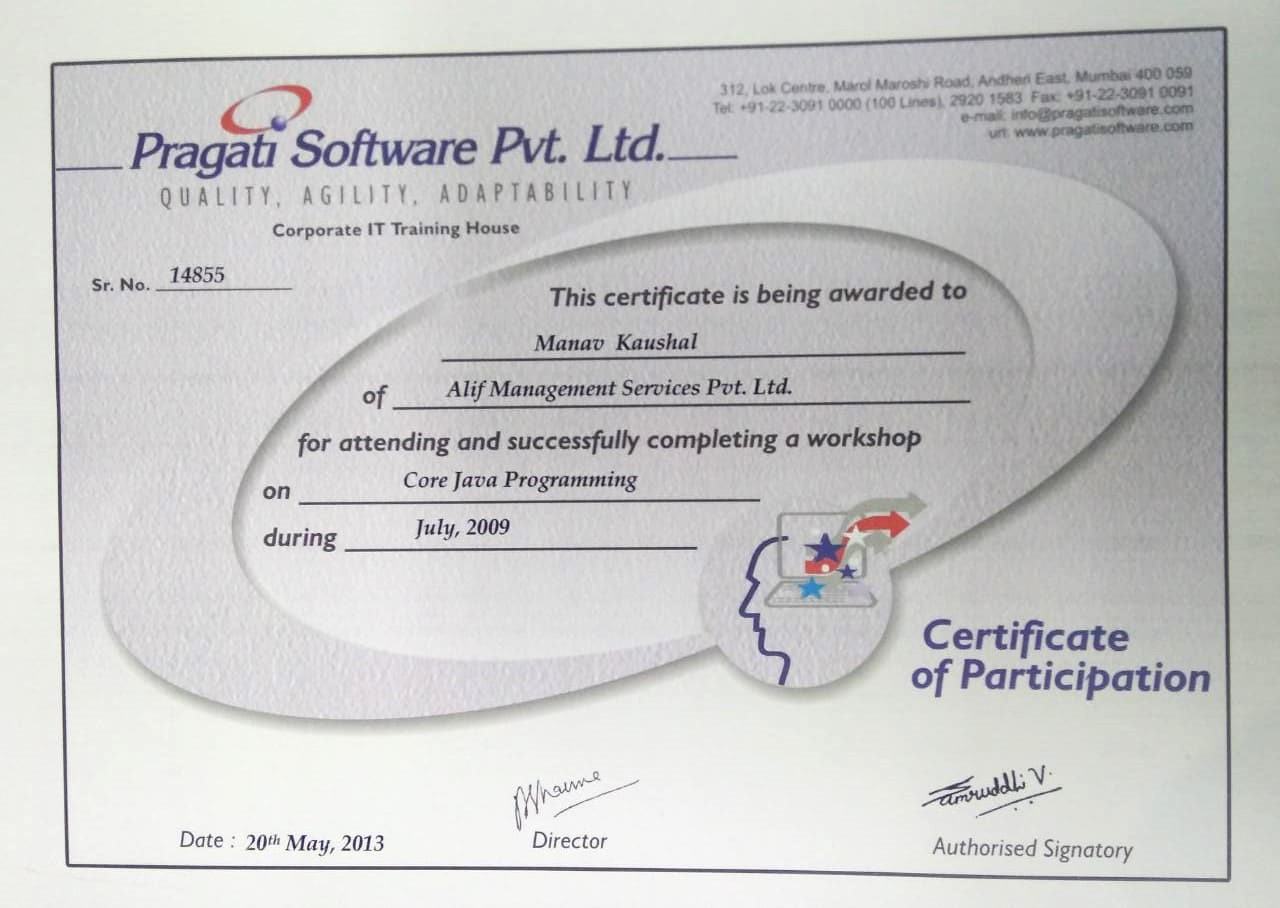 312, Lok Centre, Marol Maroshi Road, Andheri East, Mumbai 400 059
Tel: +91-22-3091 0000 (100 Lines), 2920 1583 Fax: +91-22-3091 0091
e-mail: info@pragatisoftware.com
url: www.pragatisoftware.com
Pragati Software Pvt. Ltd.
QUALITY, AGILITY, ADAPTABILITY
Corporate IT Training House
Sr. No. 14855
This certificate is being awarded to
Manav Kaushal
of Alif Management Services Pvt. Ltd.
for attending and successfully completing a workshop
on Core Java Programming
during July, 2009
Certificate
of Participation
Samruddhi V.
Date : 20th May, 2013
Director
Authorised Signatory